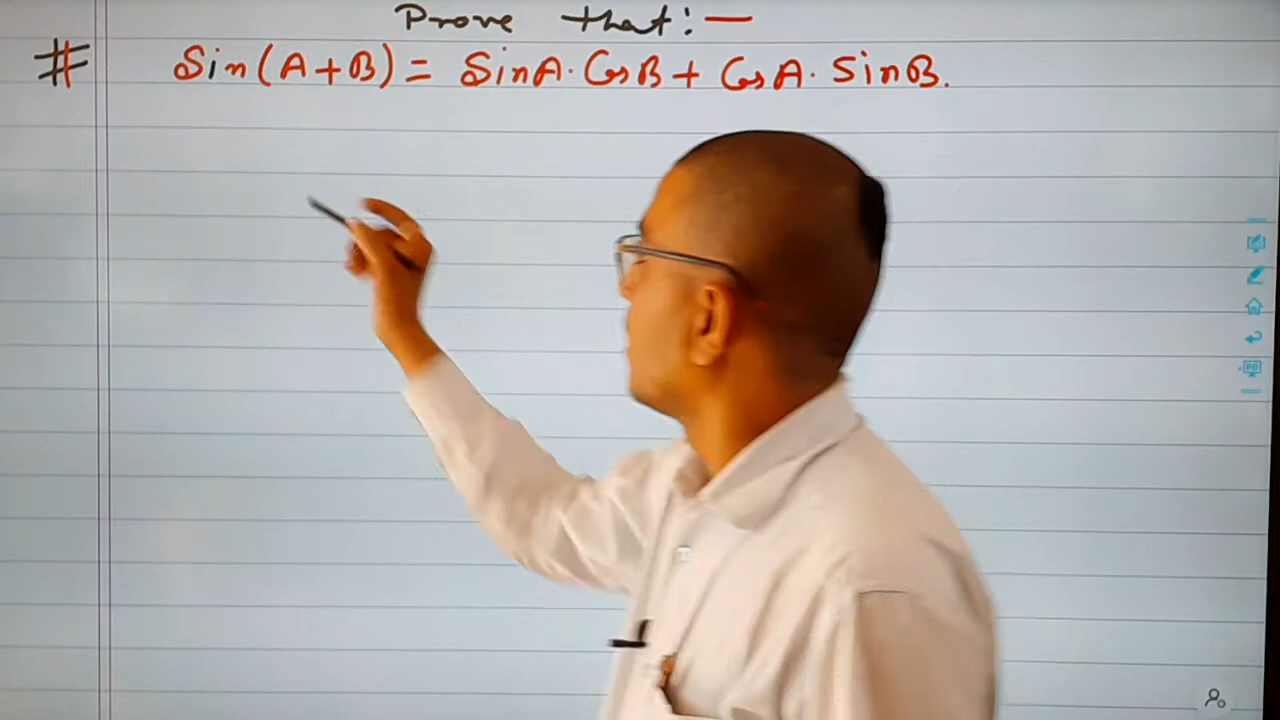 Prove that:—
# Sin(A+B) = SinA·CosB + CosA·SinB.